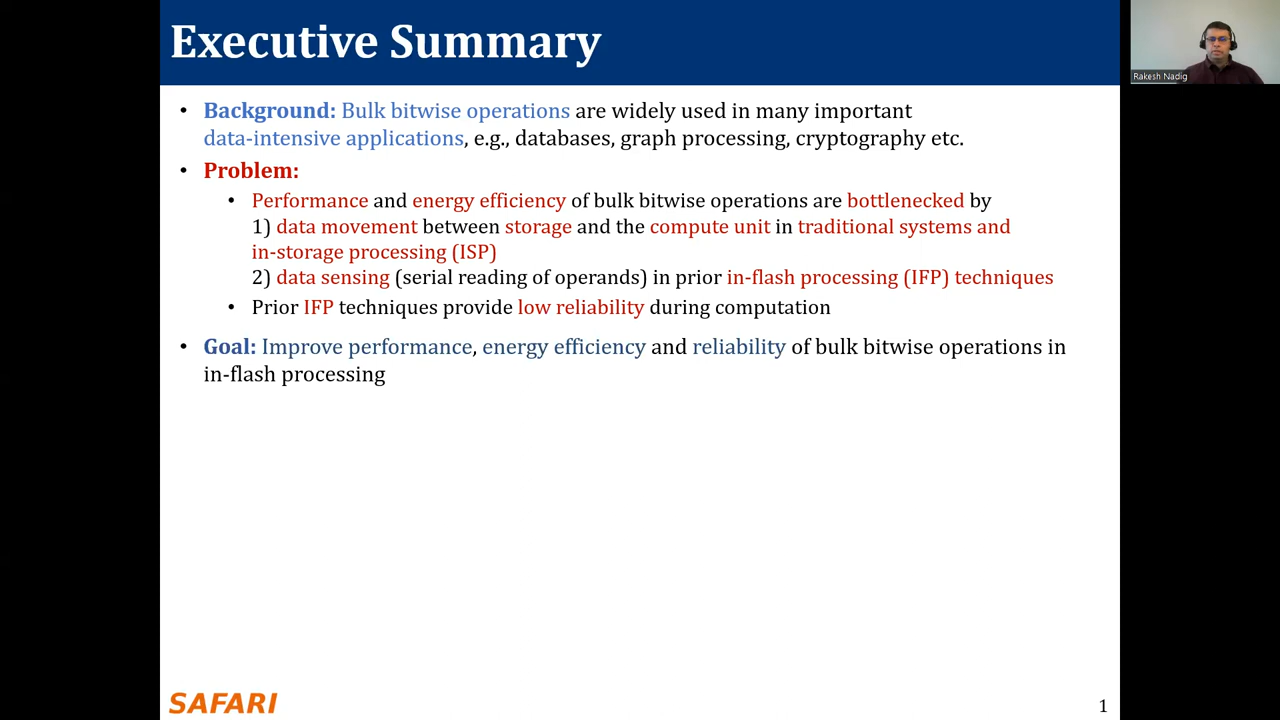 Executive Summary
Rakesh Nadig
• Background: Bulk bitwise operations are widely used in many important
data-intensive applications, e.g., databases, graph processing, cryptography etc.
• Problem:
• Performance and energy efficiency of bulk bitwise operations are bottlenecked by
1) data movement between storage and the compute unit in traditional systems and
in-storage processing (ISP)
2) data sensing (serial reading of operands) in prior in-flash processing (IFP) techniques
• Prior IFP techniques provide low reliability during computation
• Goal: Improve performance, energy efficiency and reliability of bulk bitwise operations in
in-flash processing
SAFARI
1